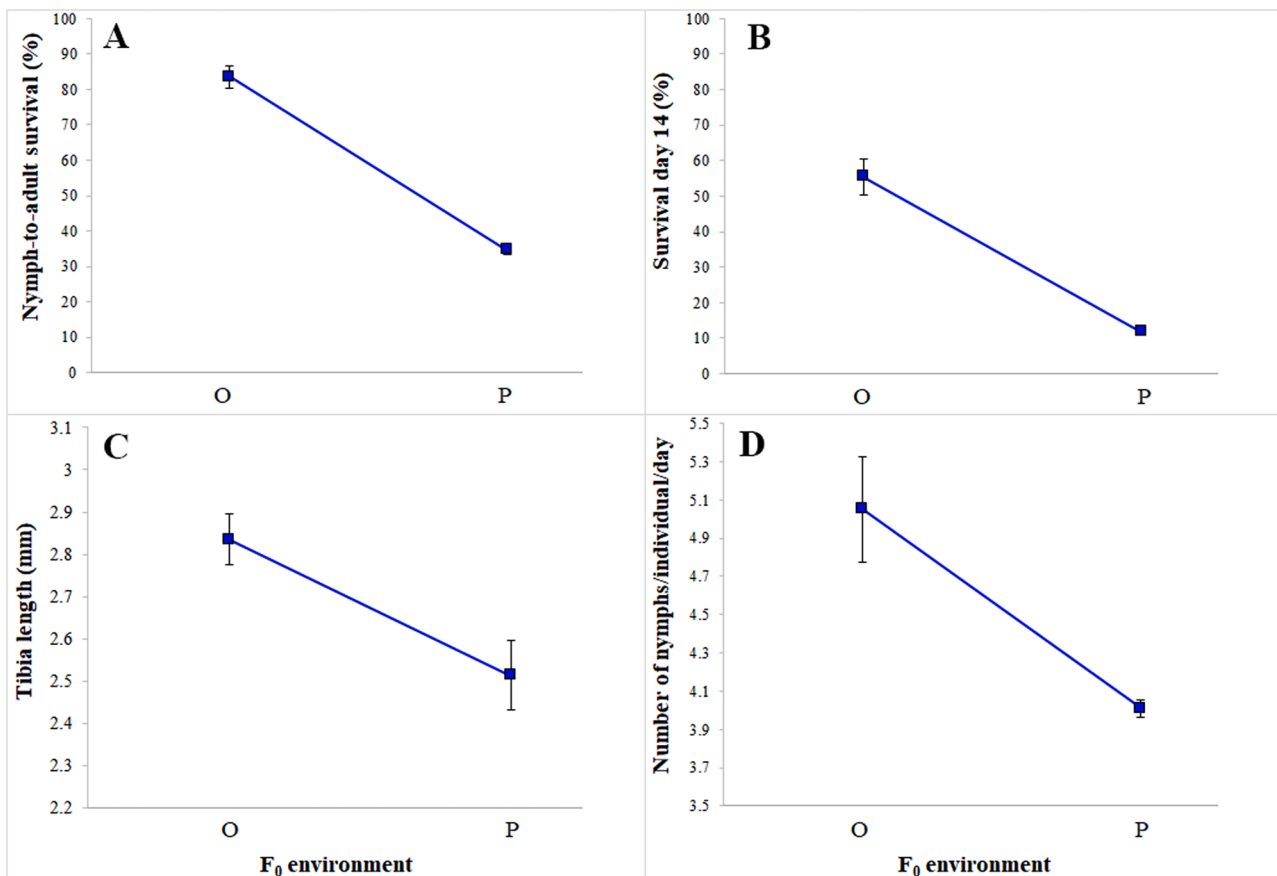 A
Nymph-to-adult survival (%)
100
90
80
70
60
50
40
30
20
10
0
O
P
B
Survival day 14 (%)
100
90
80
70
60
50
40
30
20
10
0
O
P
C
Tibia length (mm)
3.1
3
2.9
2.8
2.7
2.6
2.5
2.4
2.3
2.2
O
P
F₀ environment
D
Number of nymphs/individual/day
5.5
5.3
5.1
4.9
4.7
4.5
4.3
4.1
3.9
3.7
3.5
O
P
F₀ environment